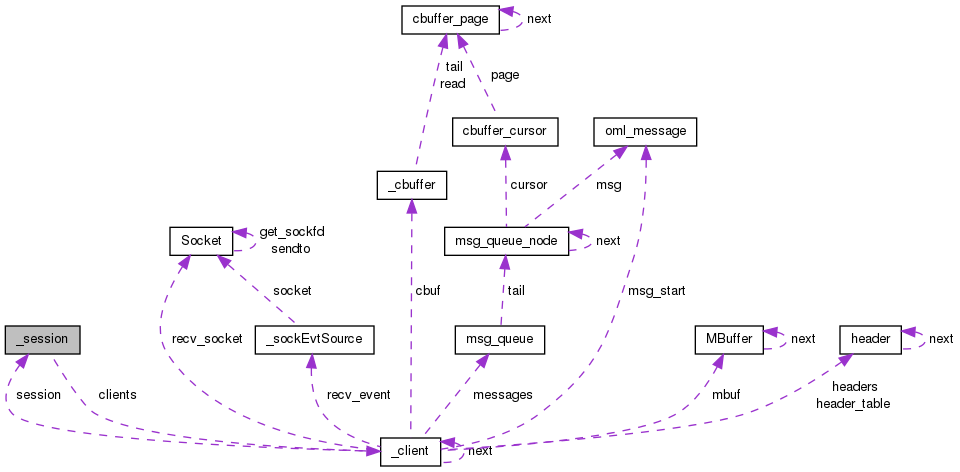 cbuffer_page
next
tail
read
page
cbuffer_cursor
oml_message
_cbuffer
cursor
msg
Socket
get_sockfd
sendto
msg_queue_node
next
socket
cbuf
tail
msg_start
_session
recv_socket
_sockEvtSource
msg_queue
MBuffer
next
header
next
session
clients
recv_event
messages
mbuf
headers
header_table
_client
next